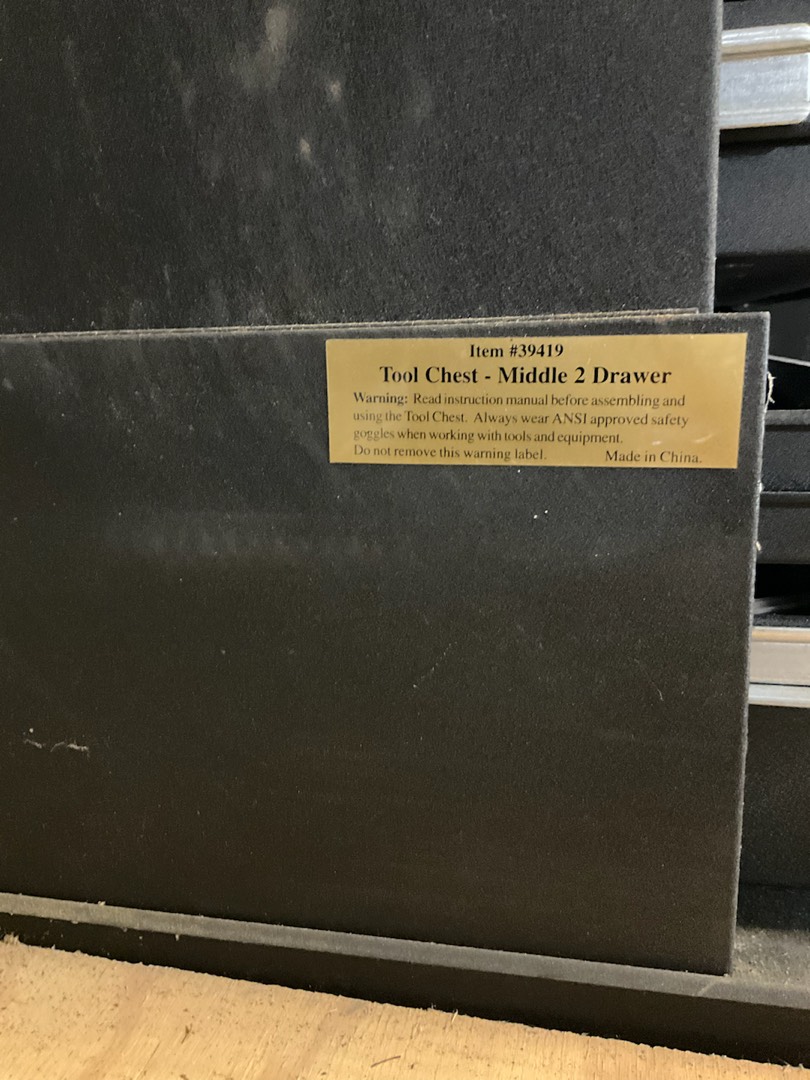 Item #39419
Tool Chest - Middle 2 Drawer
Warning: Read instruction manual before assembling and
using the Tool Chest. Always wear ANSI approved safety
goggles when working with tools and equipment.
Do not remove this warning label. Made in China.